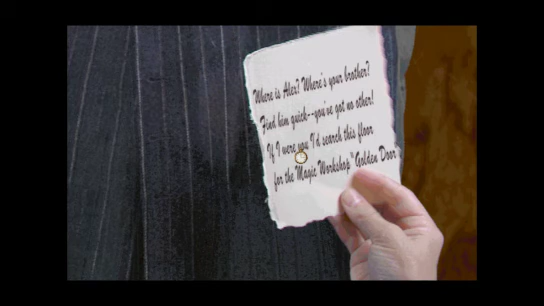 Where is Alex? Where's your brother?
Find him quick--you've got no other!
If I were you I'd search this floor
for the Magic Workshop "Golden Door